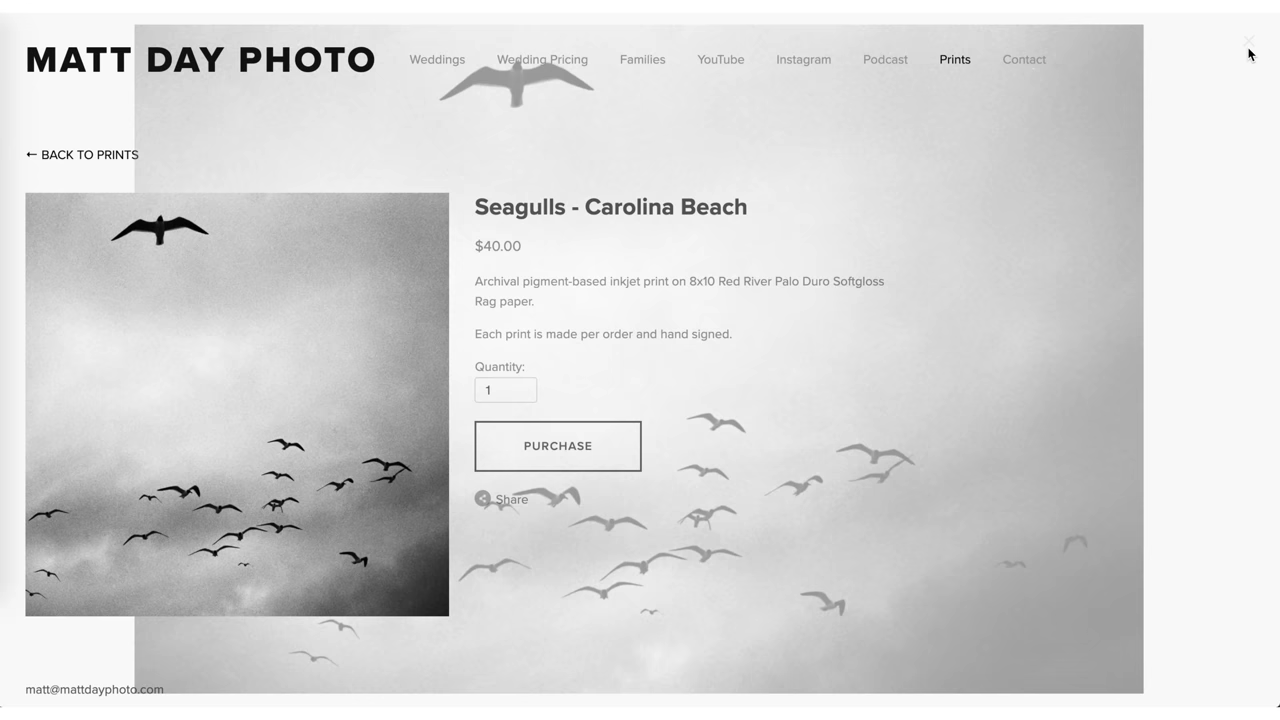 MATT DAY PHOTO Weddings Wedding Pricing Families YouTube Instagram Podcast Prints Contact
← BACK TO PRINTS
Seagulls - Carolina Beach
$40.00
Archival pigment-based inkjet print on 8x10 Red River Palo Duro Softgloss
Rag paper.
Each print is made per order and hand signed.
Quantity:
1
PURCHASE
Share
matt@mattdayphoto.com